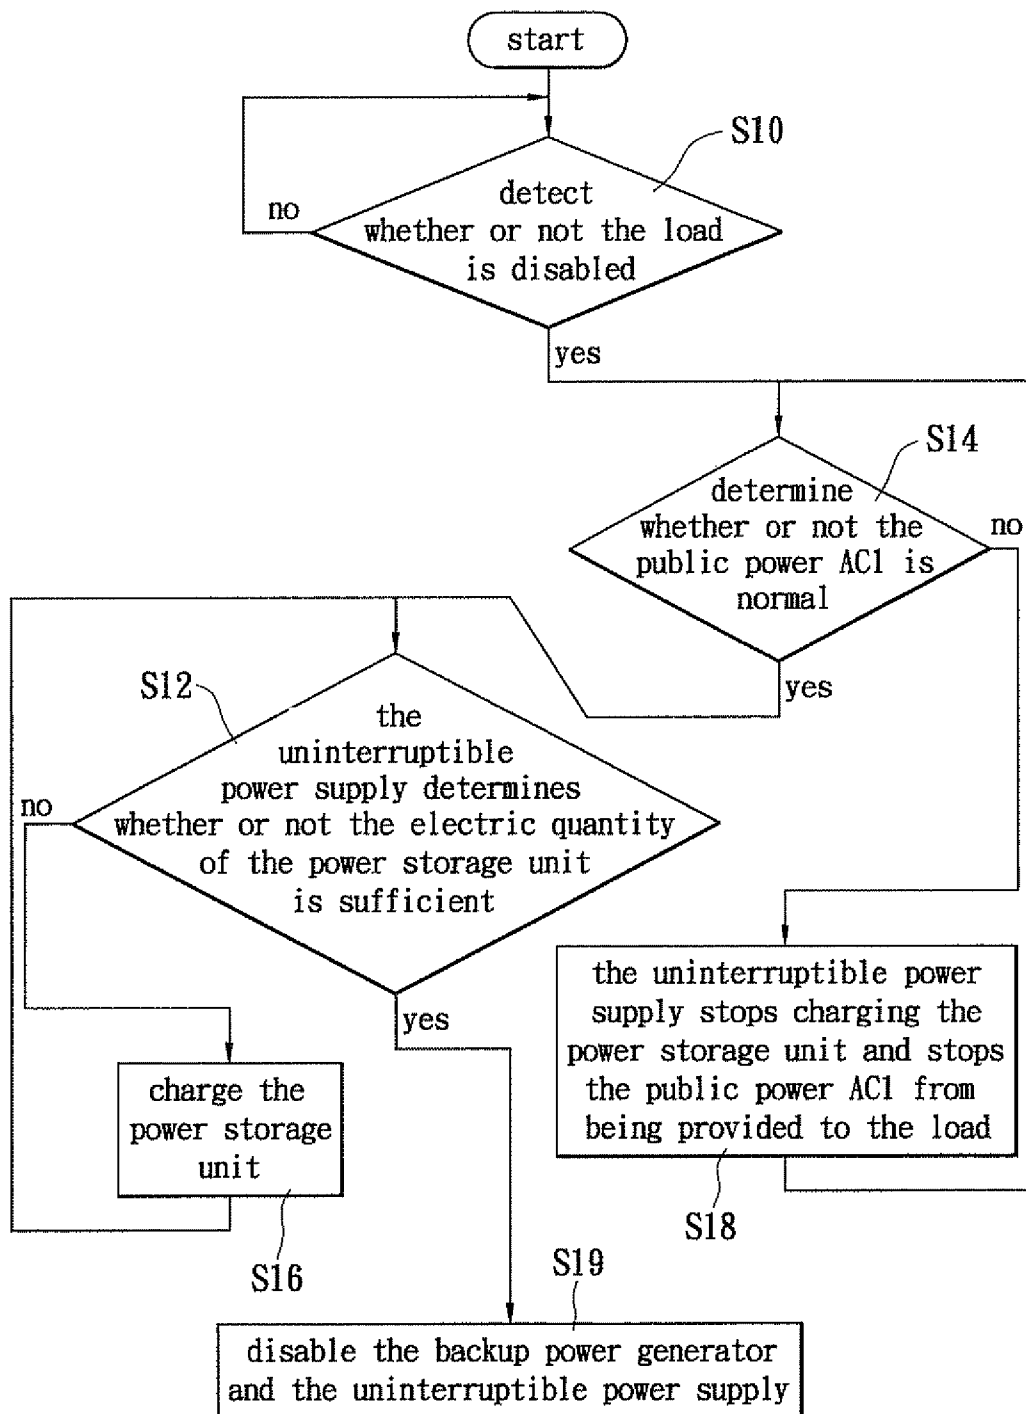 start
S10
detect
whether or not the load
is disabled
no
yes
S14
determine
whether or not the
public power AC1 is
normal
no
yes
S12
the
uninterruptible
power supply determines
whether or not the electric quantity
of the power storage unit
is sufficient
no
yes
the uninterruptible power
supply stops charging the
power storage unit and stops
the public power AC1 from
being provided to the load
S18
charge the
power storage
unit
S16
S19
disable the backup power generator
and the uninterruptible power supply